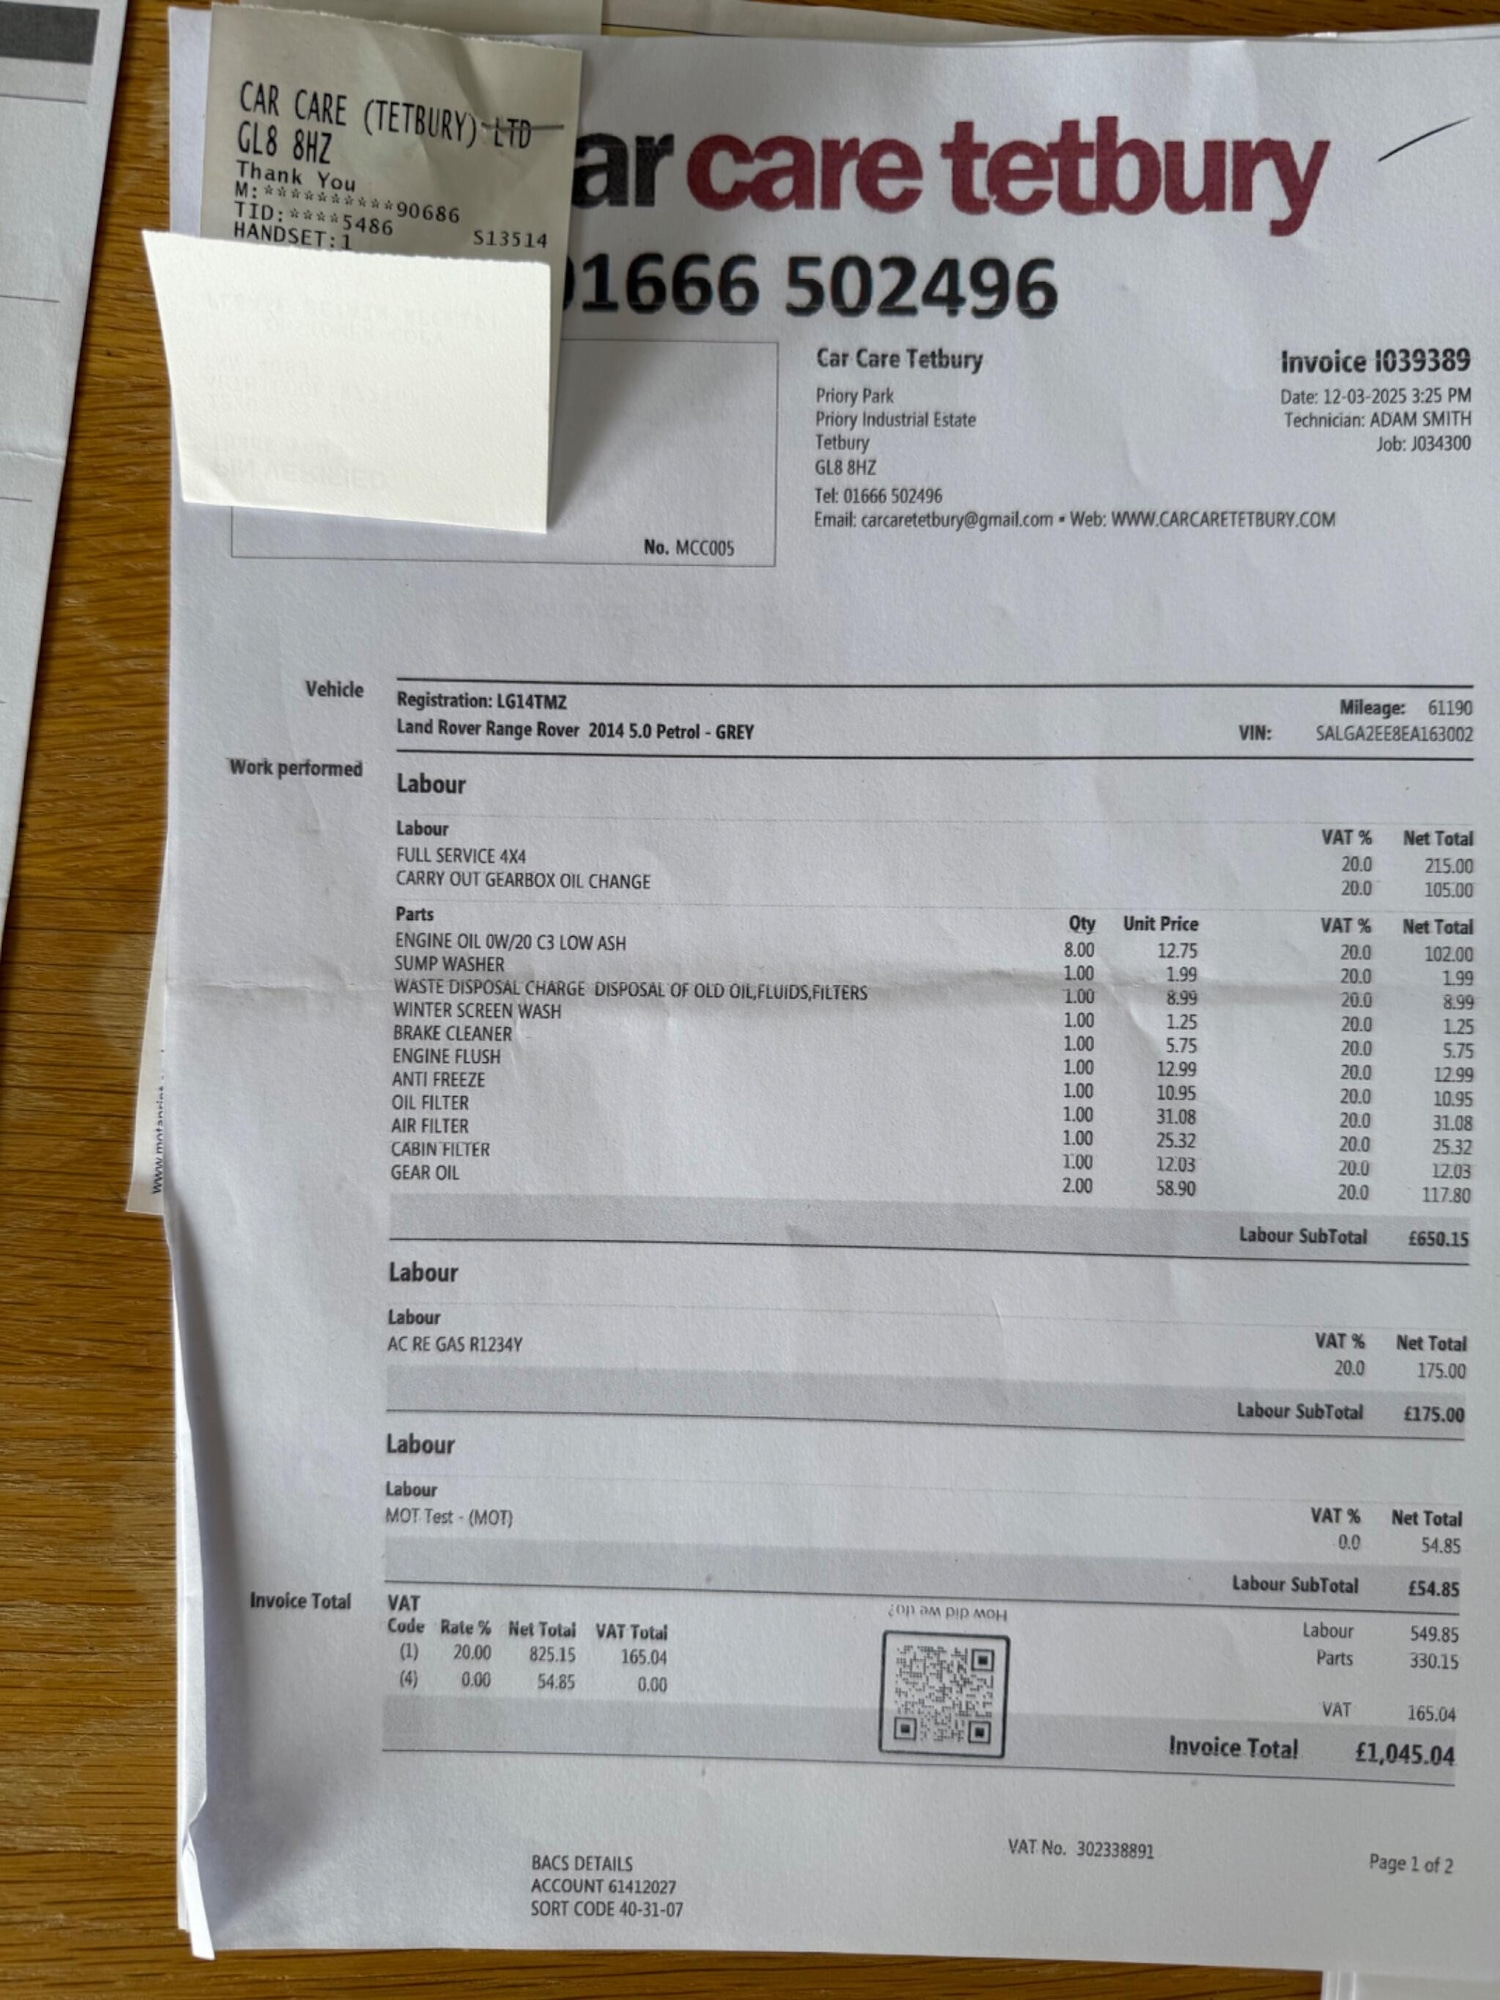 CAR CARE (TETBURY) LTD
GL8 8HZ
Thank You
M:**********90686
TID:****5486
HANDSET:1 S13514
ar care tetbury
01666 502496
Car Care Tetbury
Priory Park
Priory Industrial Estate
Tetbury
GL8 8HZ
Tel: 01666 502496
Email: carcaretetbury@gmail.com • Web: WWW.CARCARETETBURY.COM
Invoice I039389
Date: 12-03-2025 3:25 PM
Technician: ADAM SMITH
Job: J034300
No. MCC005
Vehicle
Registration: LG14TMZ Mileage: 61190
Land Rover Range Rover 2014 5.0 Petrol - GREY VIN: SALGA2EE8EA163002
Work performed
Labour
Labour VAT % Net Total
FULL SERVICE 4X4 20.0 215.00
CARRY OUT GEARBOX OIL CHANGE 20.0 105.00
Parts Qty Unit Price VAT % Net Total
ENGINE OIL 0W/20 C3 LOW ASH 8.00 12.75 20.0 102.00
SUMP WASHER 1.00 1.99 20.0 1.99
WASTE DISPOSAL CHARGE DISPOSAL OF OLD OIL,FLUIDS,FILTERS 1.00 8.99 20.0 8.99
WINTER SCREEN WASH 1.00 1.25 20.0 1.25
BRAKE CLEANER 1.00 5.75 20.0 5.75
ENGINE FLUSH 1.00 12.99 20.0 12.99
ANTI FREEZE 1.00 10.95 20.0 10.95
OIL FILTER 1.00 31.08 20.0 31.08
AIR FILTER 1.00 25.32 20.0 25.32
CABIN FILTER 1.00 12.03 20.0 12.03
GEAR OIL 2.00 58.90 20.0 117.80
Labour SubTotal £650.15
Labour
Labour VAT % Net Total
AC RE GAS R1234Y 20.0 175.00
Labour SubTotal £175.00
Labour
Labour VAT % Net Total
MOT Test - (MOT) 0.0 54.85
Labour SubTotal £54.85
Invoice Total
VAT
Code Rate % Net Total VAT Total
(1) 20.00 825.15 165.04
(4) 0.00 54.85 0.00
How did we do?
Labour 549.85
Parts 330.15
VAT 165.04
Invoice Total £1,045.04
VAT No. 302338891
BACS DETAILS
ACCOUNT 61412027
SORT CODE 40-31-07
Page 1 of 2